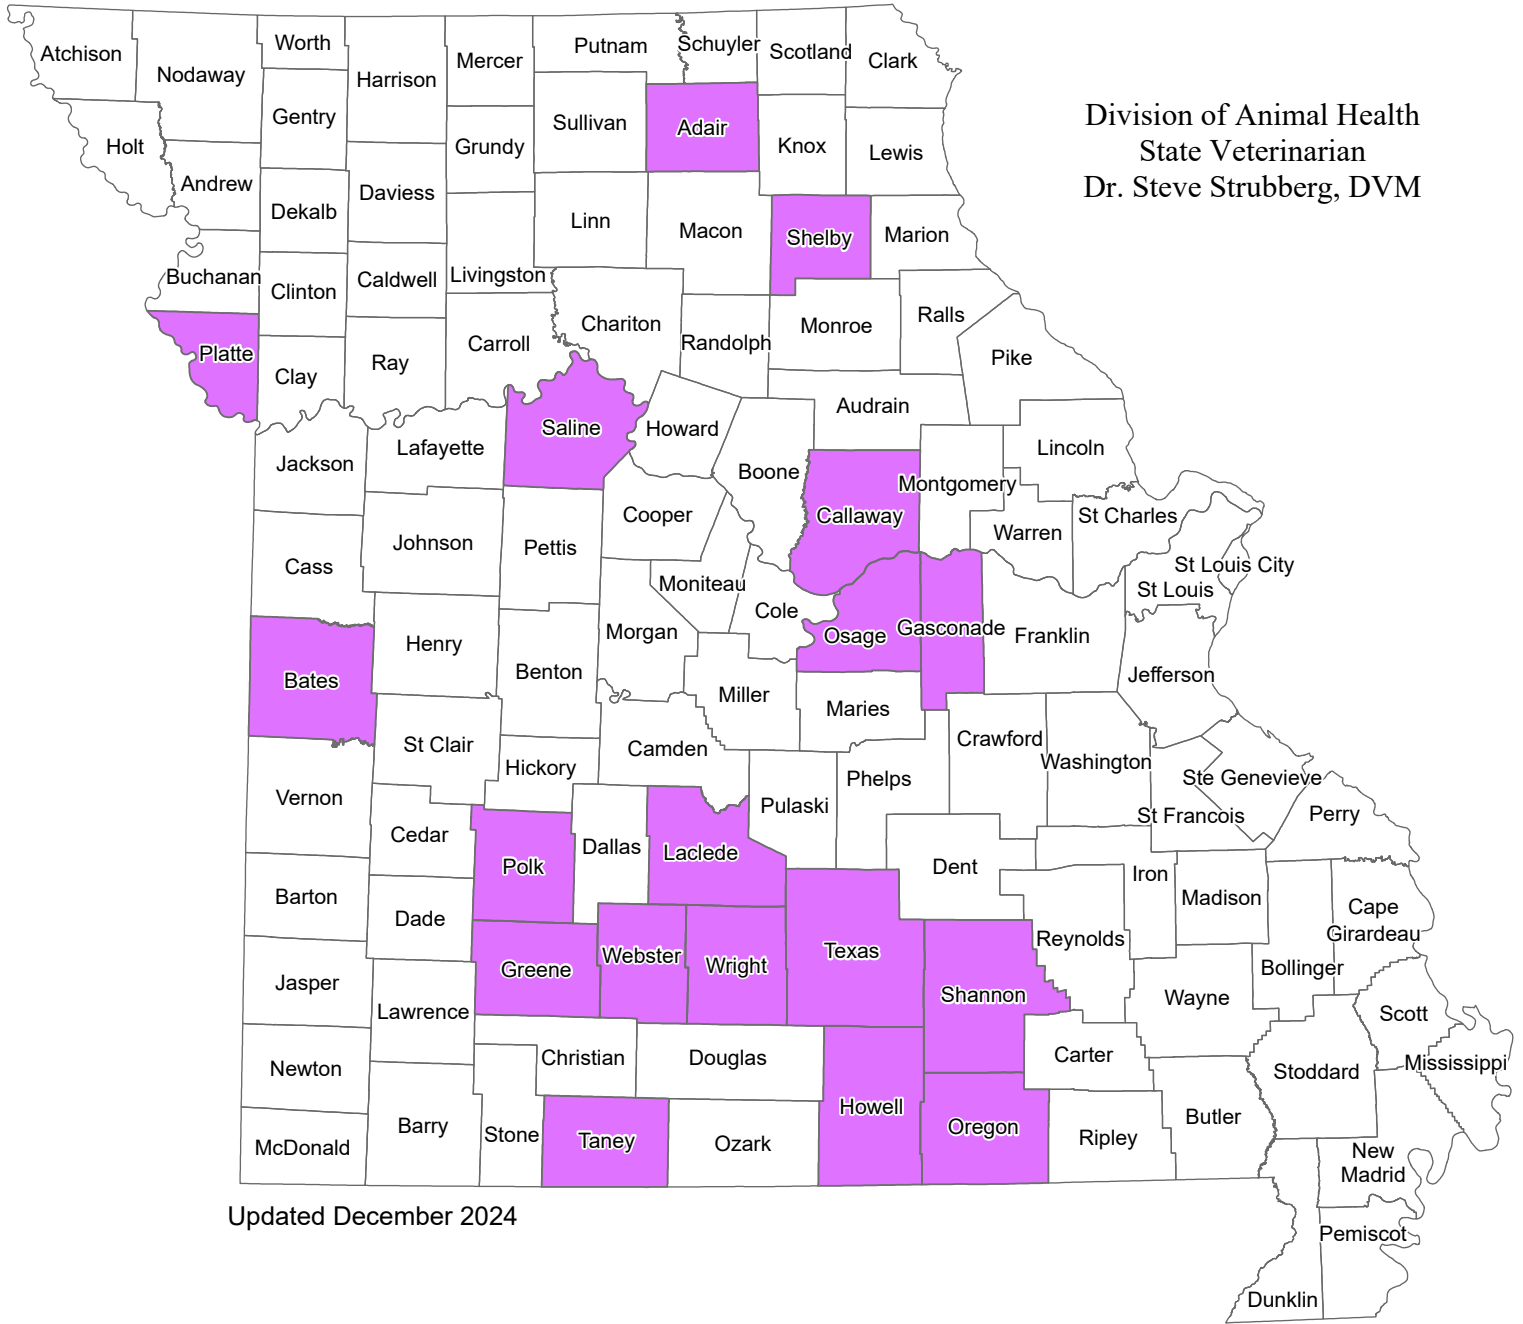 Worth
Putnam
Schuyler
Scotland
Atchison
Mercer
Clark
Nodaway
Harrison
Gentry
Sullivan
Adair
Division of Animal Health
State Veterinarian
Dr. Steve Strubberg, DVM
Holt
Grundy
Knox
Lewis
Andrew
Daviess
Dekalb
Linn
Macon
Shelby
Marion
Buchanan
Clinton
Caldwell
Livingston
Chariton
Monroe
Ralls
Platte
Clay
Ray
Carroll
Randolph
Pike
Audrain
Saline
Howard
Lafayette
Lincoln
Jackson
Boone
Montgomery
Cooper
Callaway
St Charles
Johnson
Pettis
Warren
Cass
Moniteau
St Louis City
St Louis
Cole
Morgan
Osage
Gasconade
Franklin
Henry
Benton
Bates
Miller
Jefferson
Maries
St Clair
Camden
Crawford
Washington
Hickory
Phelps
Ste Genevieve
Vernon
Pulaski
St Francois
Perry
Cedar
Dallas
Laclede
Polk
Dent
Iron
Barton
Madison
Dade
Cape
Girardeau
Reynolds
Webster
Wright
Texas
Greene
Bollinger
Jasper
Shannon
Wayne
Lawrence
Scott
Christian
Douglas
Carter
Newton
Stoddard
Mississippi
Howell
Barry
Stone
Taney
Ozark
Oregon
Ripley
Butler
McDonald
New
Madrid
Updated December 2024
Pemiscot
Dunklin